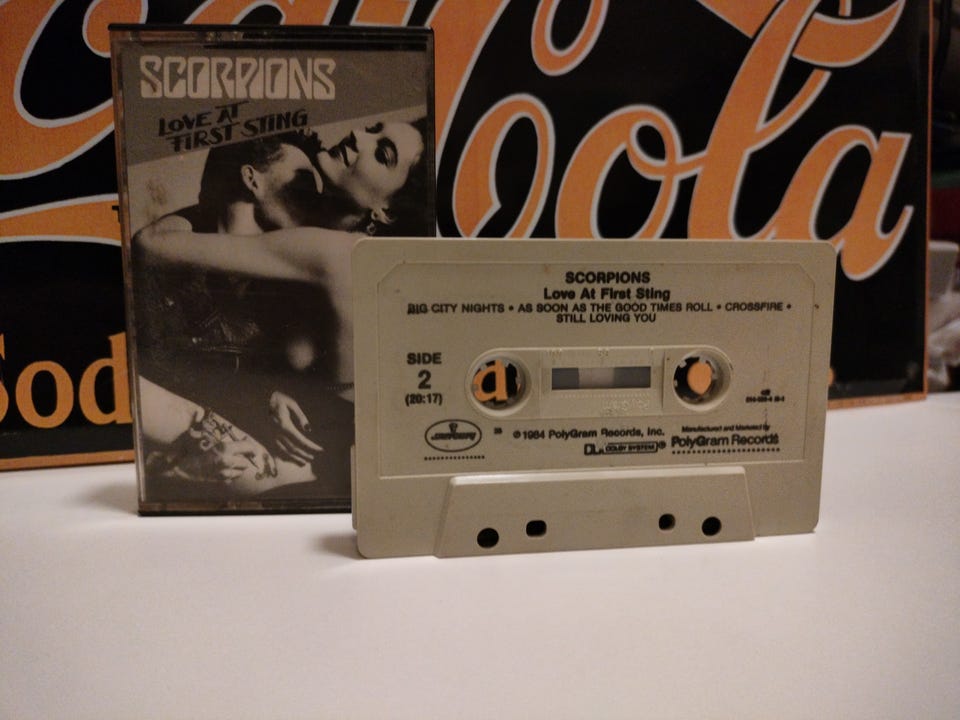 Cola
Sod
SCORPIONS
LOVE AT
FIRST STING
SCORPIONS
Love At First Sting
BIG CITY NIGHTS • AS SOON AS THE GOOD TIMES ROLL • CROSSFIRE •
STILL LOVING YOU
SIDE
2
(20:17)
a
38
℗ 1984 PolyGram Records, Inc.
DOLBY SYSTEM ®
Manufactured and Marketed by
PolyGram Records